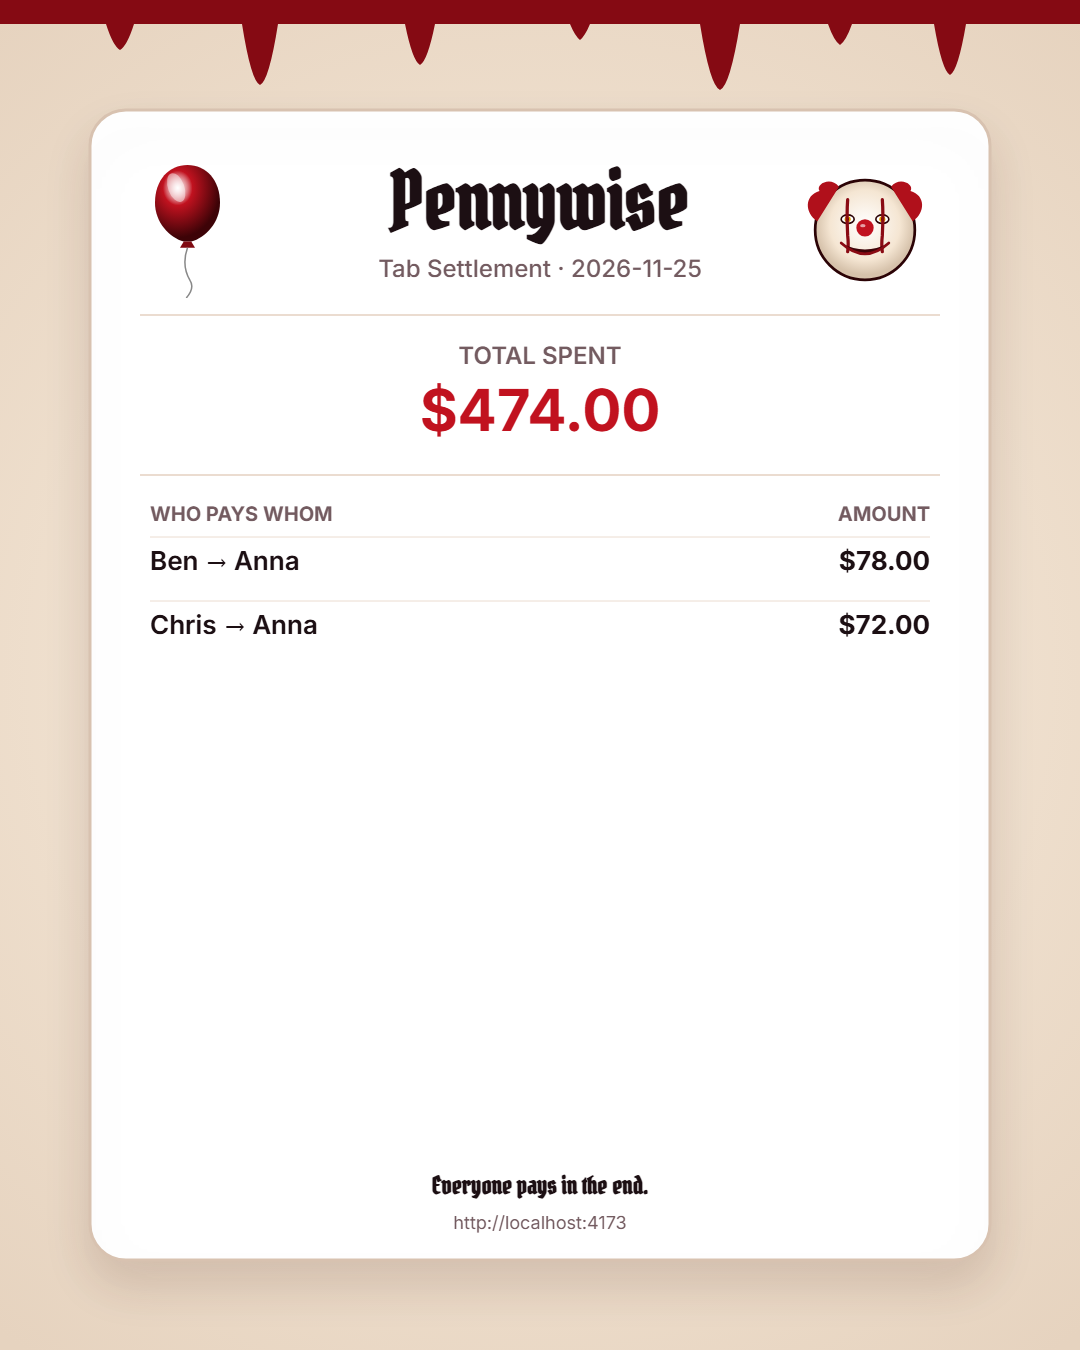 Pennywise
Tab Settlement · 2026-11-25
TOTAL SPENT
$474.00
WHO PAYS WHOM AMOUNT
Ben → Anna $78.00
Chris → Anna $72.00
Everyone pays in the end.
http://localhost:4173